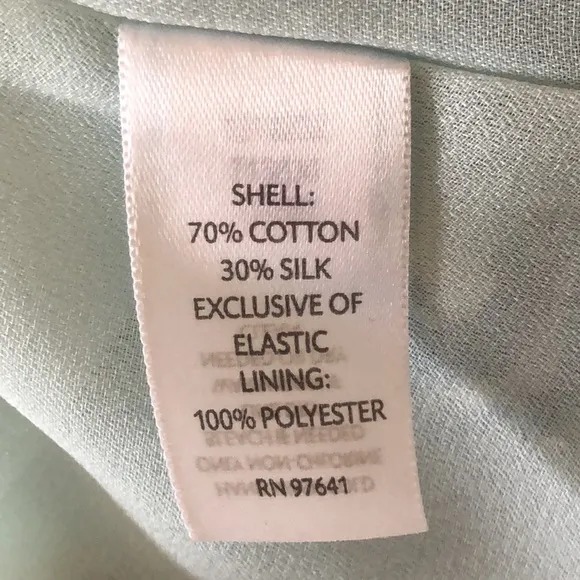 SHELL:
70% COTTON
30% SILK
EXCLUSIVE OF
ELASTIC
LINING:
100% POLYESTER
RN 97641